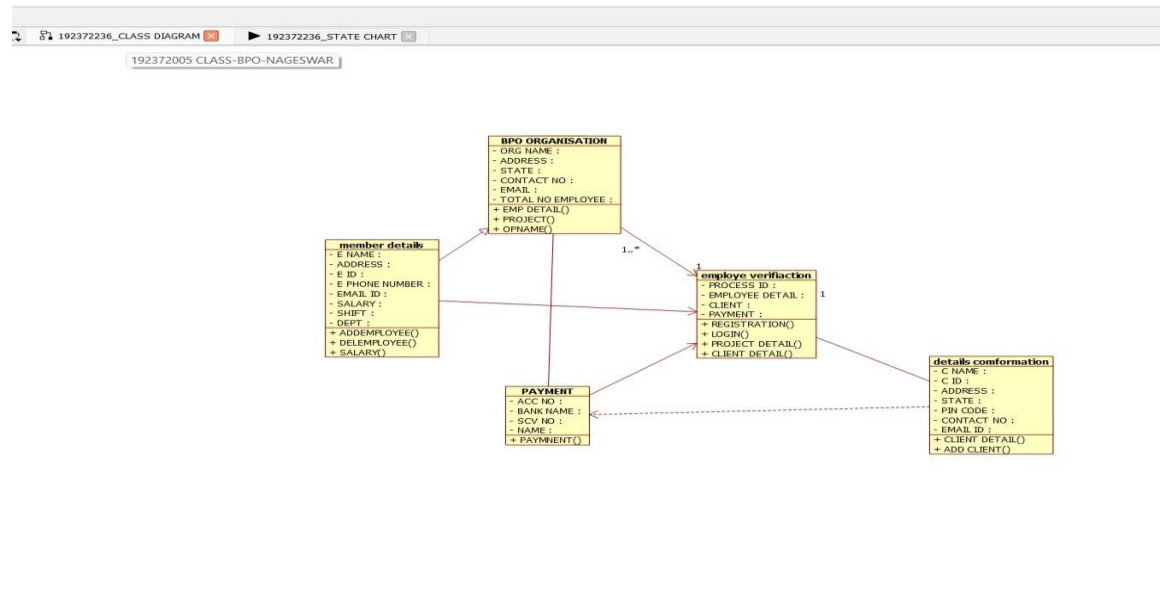 192372236_CLASS DIAGRAM
192372236_STATE CHART
192372005 CLASS-BPO-NAGESWAR
BPO ORGANISATION
- ORG NAME :
- ADDRESS :
- STATE :
- CONTACT NO :
- EMAIL :
- TOTAL NO EMPLOYEE :
+ EMP DETAIL()
+ PROJECT()
+ OPNAME()
1..*
1
member details
- E NAME :
- ADDRESS :
- E ID :
- E PHONE NUMBER :
- EMAIL ID :
- SALARY :
- SHIFT :
- DEPT :
+ ADDEMPLOYEE()
+ DELEMPLOYEE()
+ SALARY()
employe verifiaction
- PROCESS ID :
- EMPLOYEE DETAIL :
- CLIENT :
- PAYMENT :
+ REGISTRATION()
+ LOGIN()
+ PROJECT DETAIL()
+ CLIENT DETAIL()
1
PAYMENT
- ACC NO :
- BANK NAME :
- SCV NO :
- NAME :
+ PAYMNENT()
details comformation
- C NAME :
- C ID :
- ADDRESS :
- STATE :
- PIN CODE :
- CONTACT NO :
- EMAIL ID :
+ CLIENT DETAIL()
+ ADD CLIENT()